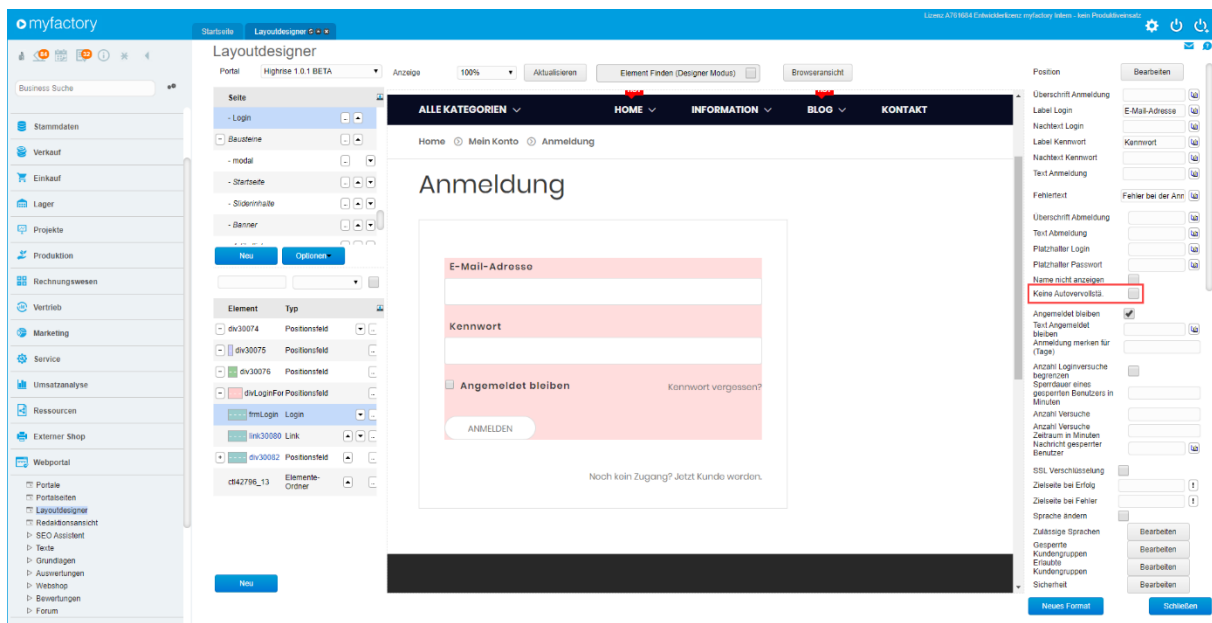 myfactory
Lizenz A781684 Entwicklerlizenz myfactory Intern - kein Produktiveinsatz
Startseite
Layoutdesigner
Layoutdesigner
Business Suche
Stammdaten
Verkauf
Einkauf
Lager
Projekte
Produktion
Rechnungswesen
Vertrieb
Marketing
Service
Umsatzanalyse
Ressourcen
Externer Shop
Webportal
Portale
Portalseiten
Layoutdesigner
Redaktionsansicht
SEO Assistent
Texte
Grundlagen
Auswertungen
Webshop
Bewertungen
Forum
Portal Highrise 1.0.1 BETA
Anzeige 100% Aktualisieren Element Finden (Designer Modus) Browseransicht
Seite
- Login
Bausteine
- modal
- Startseite
- Sliderinhalte
- Banner
Neu Optionen
Element Typ
div30074 Positionsfeld
div30075 Positionsfeld
div30076 Positionsfeld
divLoginFor Positionsfeld
frmLogin Login
link30080 Link
div30082 Positionsfeld
ctl42796_13 Elemente-
Ordner
Neu
ALLE KATEGORIEN HOME INFORMATION BLOG KONTAKT
Home Mein Konto Anmeldung
Anmeldung
E-Mail-Adresse
Kennwort
Angemeldet bleiben Kennwort vergessen?
ANMELDEN
Noch kein Zugang? Jetzt Kunde werden.
Position Bearbeiten
Überschrift Anmeldung
Label Login E-Mail-Adresse
Nachtext Login
Label Kennwort Kennwort
Nachtext Kennwort
Text Anmeldung
Fehlertext Fehler bei der Ann
Überschrift Abmeldung
Text Abmeldung
Platzhalter Login
Platzhalter Passwort
Name nicht anzeigen
Keine Autovervollstä.
Angemeldet bleiben
Text Angemeldet
bleiben
Anmeldung merken für
(Tage)
Anzahl Loginversuche
begrenzen
Sperrdauer eines
gesperrten Benutzers in
Minuten
Anzahl Versuche
Anzahl Versuche
Zeitraum in Minuten
Nachricht gesperrter
Benutzer
SSL Verschlüsselung
Zielseite bei Erfolg
Zielseite bei Fehler
Sprache ändern
Zulässige Sprachen Bearbeiten
Gesperrte
Kundengruppen Bearbeiten
Erlaubte
Kundengruppen Bearbeiten
Sicherheit Bearbeiten
Neues Format Schließen